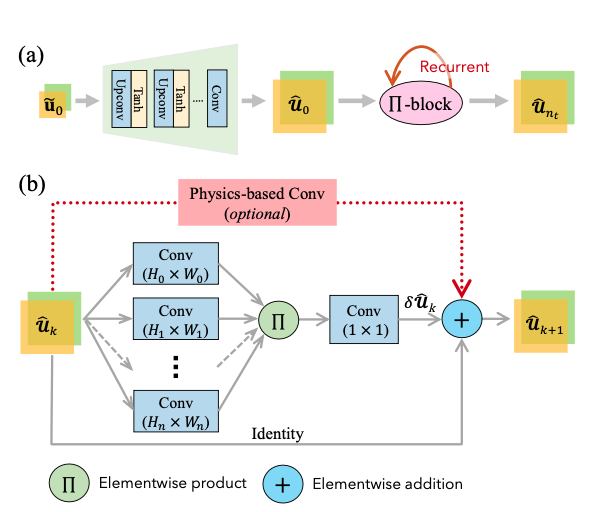 (a)
Recurrent
ũ₀
Upconv
Tanh
Upconv
Tanh
....
Conv
𝓤̂₀
Π-block
𝓤̂ₙₜ
(b)
Physics-based Conv
(optional)
Conv
(H₀ × W₀)
𝓤̂ₖ
Conv
(H₁ × W₁)
Π
Conv
(1 × 1)
δ𝓤̂ₖ
+
𝓤̂ₖ₊₁
⋮
Conv
(Hₙ × Wₙ)
Identity
Π Elementwise product
+ Elementwise addition